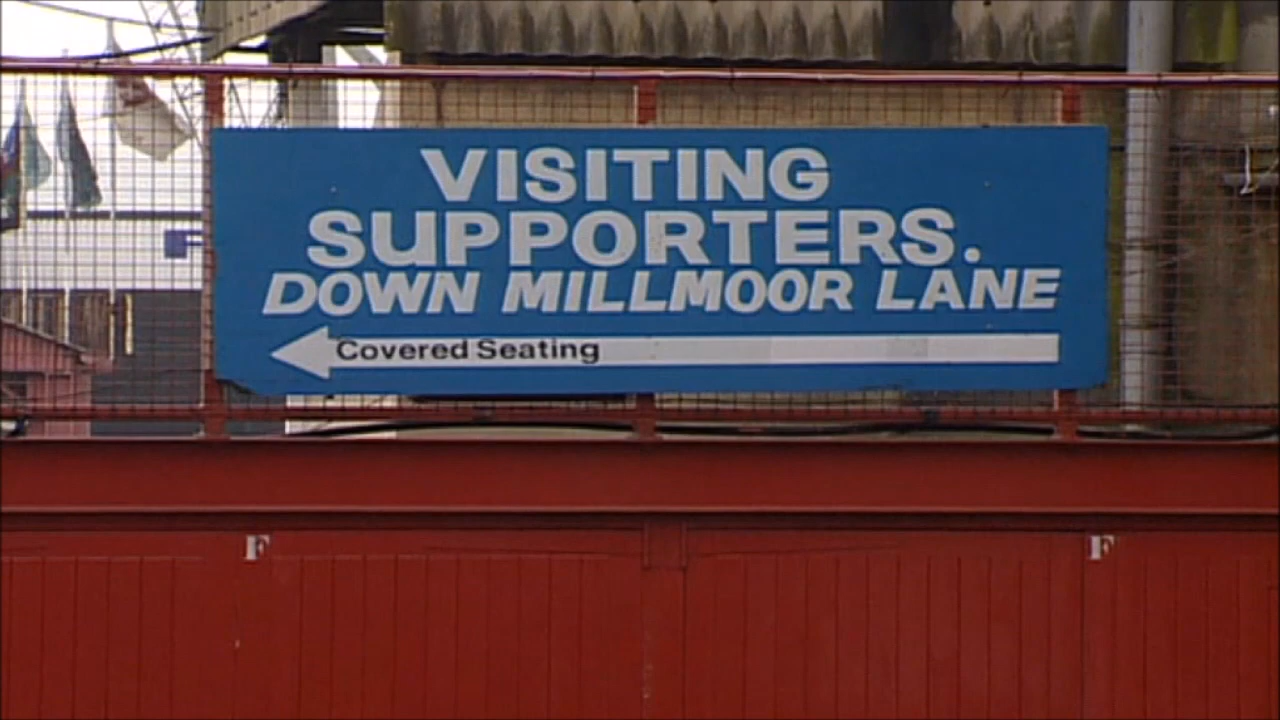 VISITING
SUPPORTERS.
DOWN MILLMOOR LANE
Covered Seating
F F